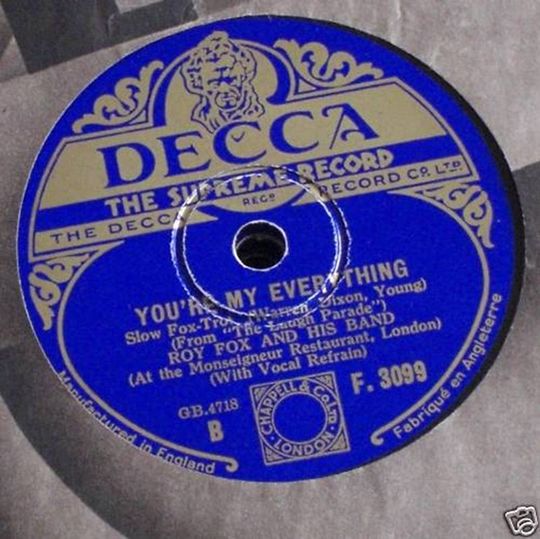 DECCA
THE SUPREME RECORD
THE DECCA REGD RECORD CO. LTD.
YOU'RE MY EVERYTHING
Slow Fox-Trot (Warren, Dixon, Young)
(From "The Laugh Parade")
ROY FOX AND HIS BAND
(At the Monseigneur Restaurant, London)
(With Vocal Refrain)
GB.4718
B
CHAPPELL & CO LTD
LONDON
F. 3099
Manufactured in England
Fabriqué en Angleterre